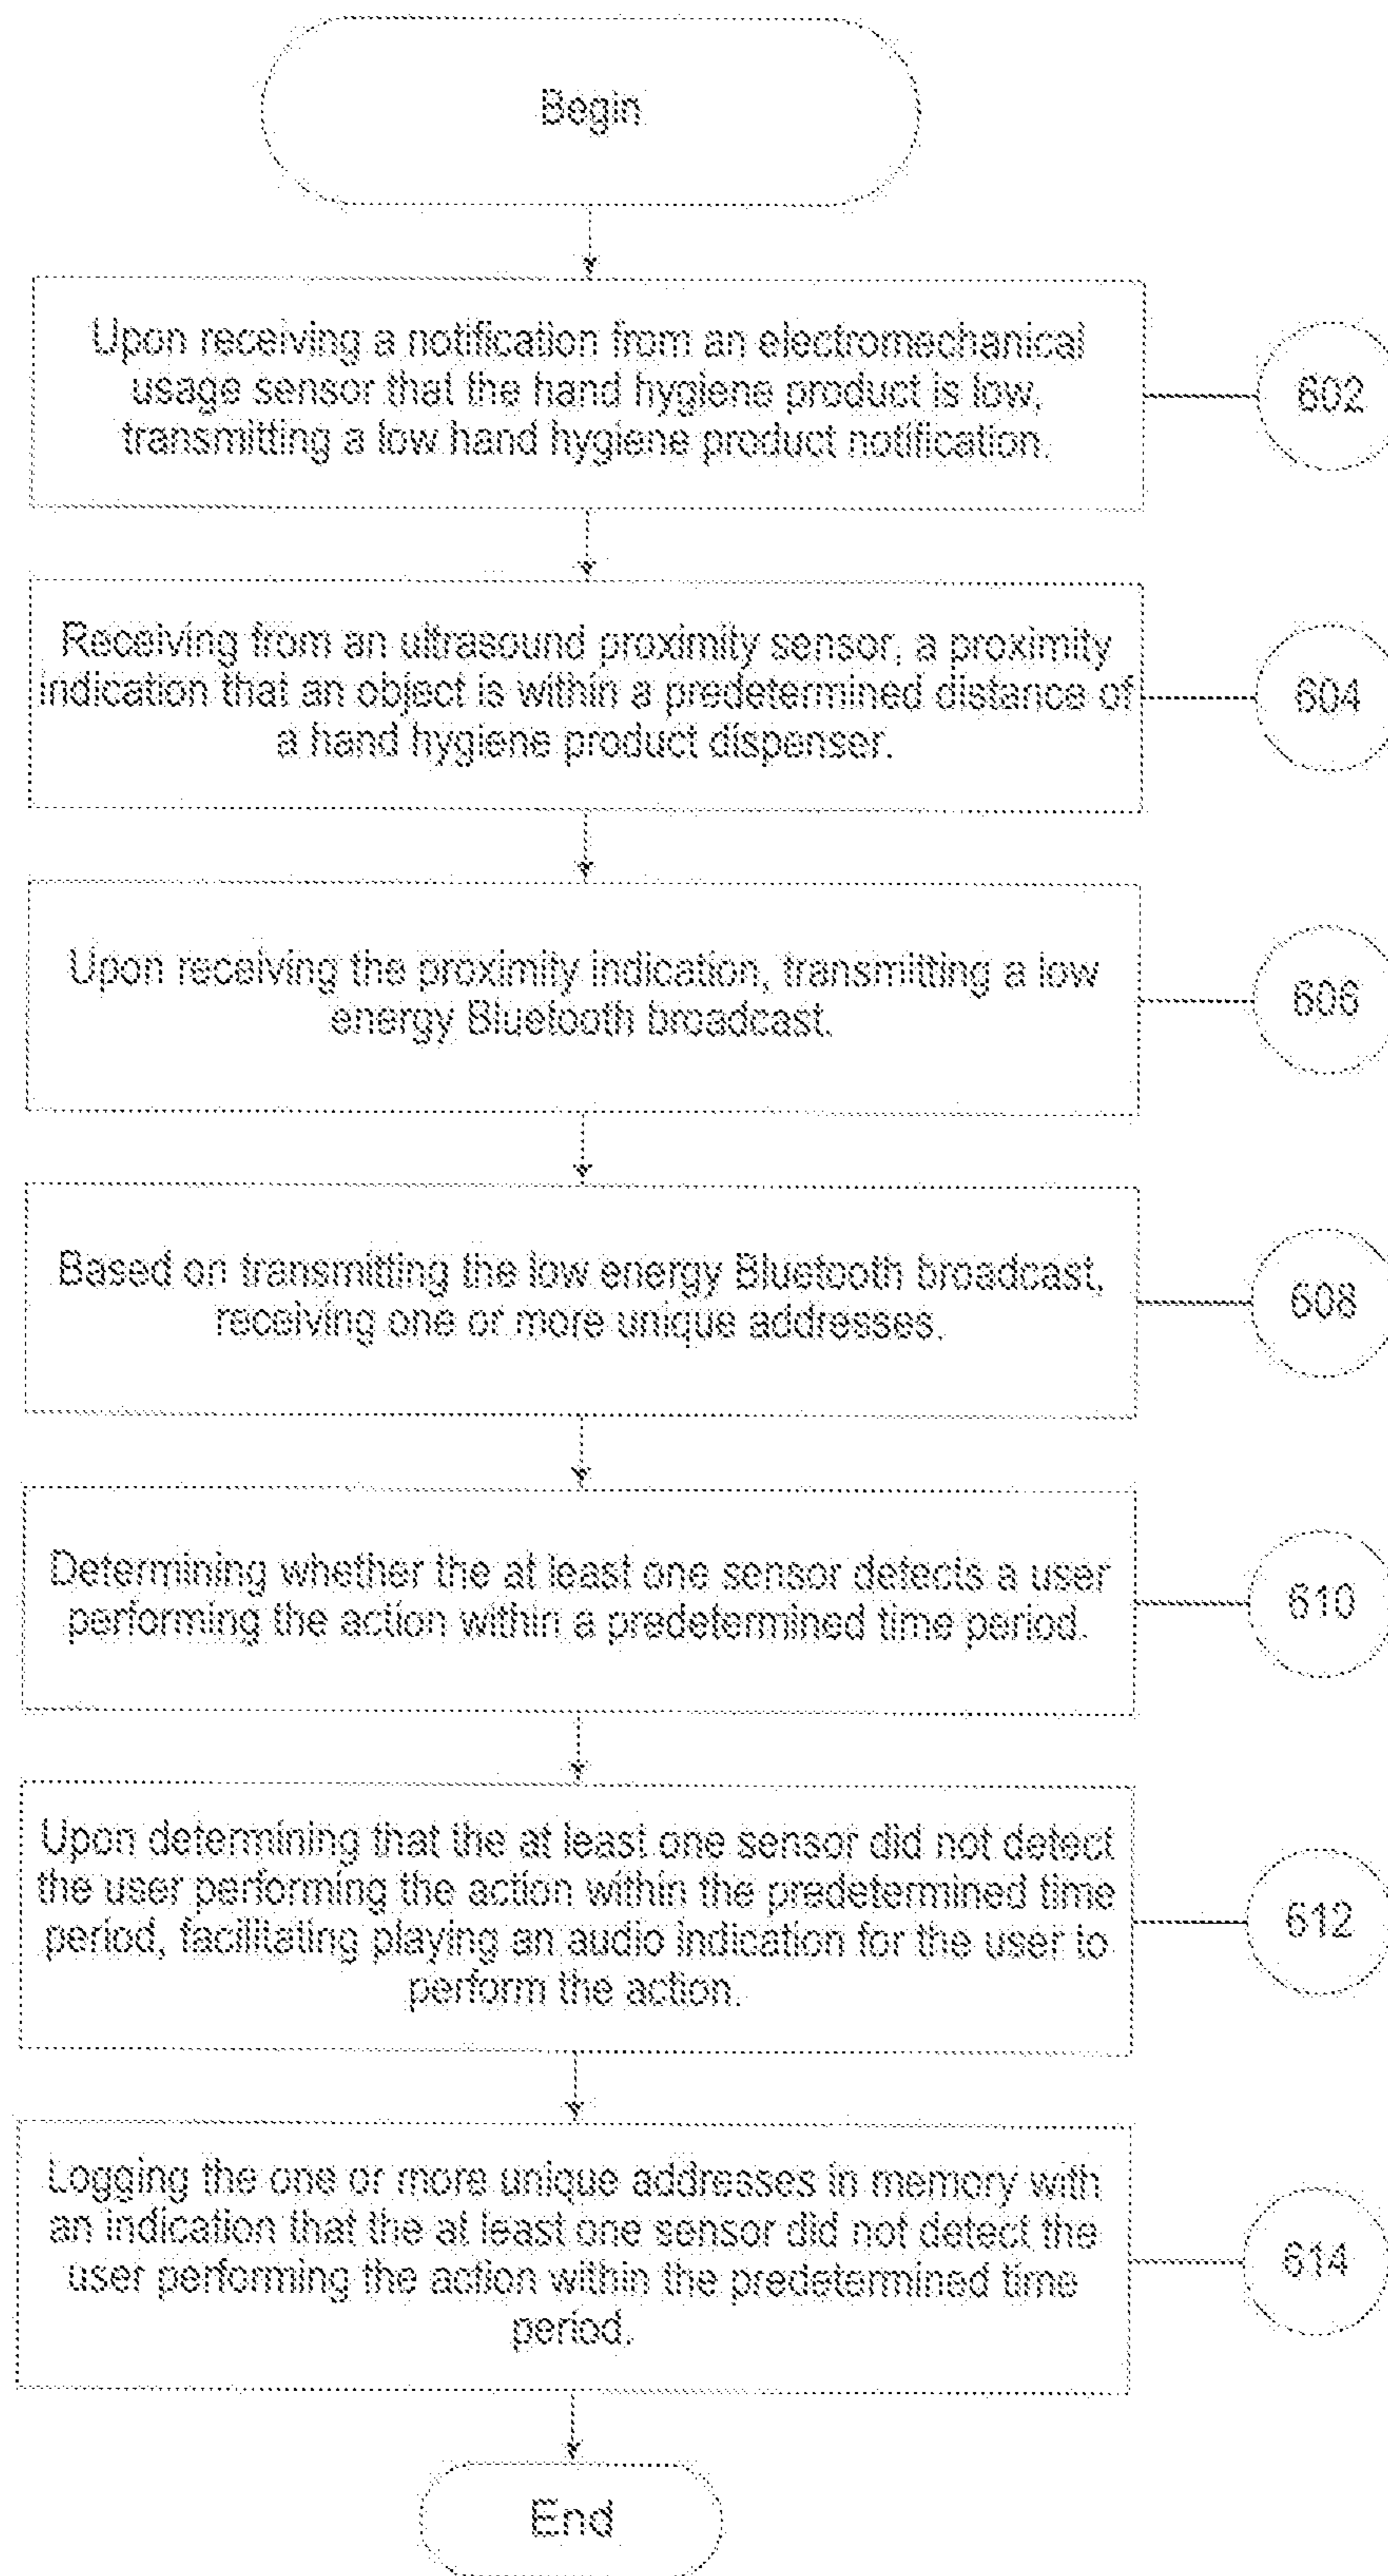 Begin
Upon receiving a notification from an electromechanical
usage sensor that the hand hygiene product is low,
transmitting a low hand hygiene product notification.
602
Receiving from an ultrasound proximity sensor, a proximity
indication that an object is within a predetermined distance of
a hand hygiene product dispenser.
604
Upon receiving the proximity indication, transmitting a low
energy Bluetooth broadcast.
606
Based on transmitting the low energy Bluetooth broadcast,
receiving one or more unique addresses.
608
Determining whether the at least one sensor detects a user
performing the action within a predetermined time period.
610
Upon determining that the at least one sensor did not detect
the user performing the action within the predetermined time
period, facilitating playing an audio indication for the user to
perform the action.
612
Logging the one or more unique addresses in memory with
an indication that the at least one sensor did not detect the
user performing the action within the predetermined time
period.
614
End